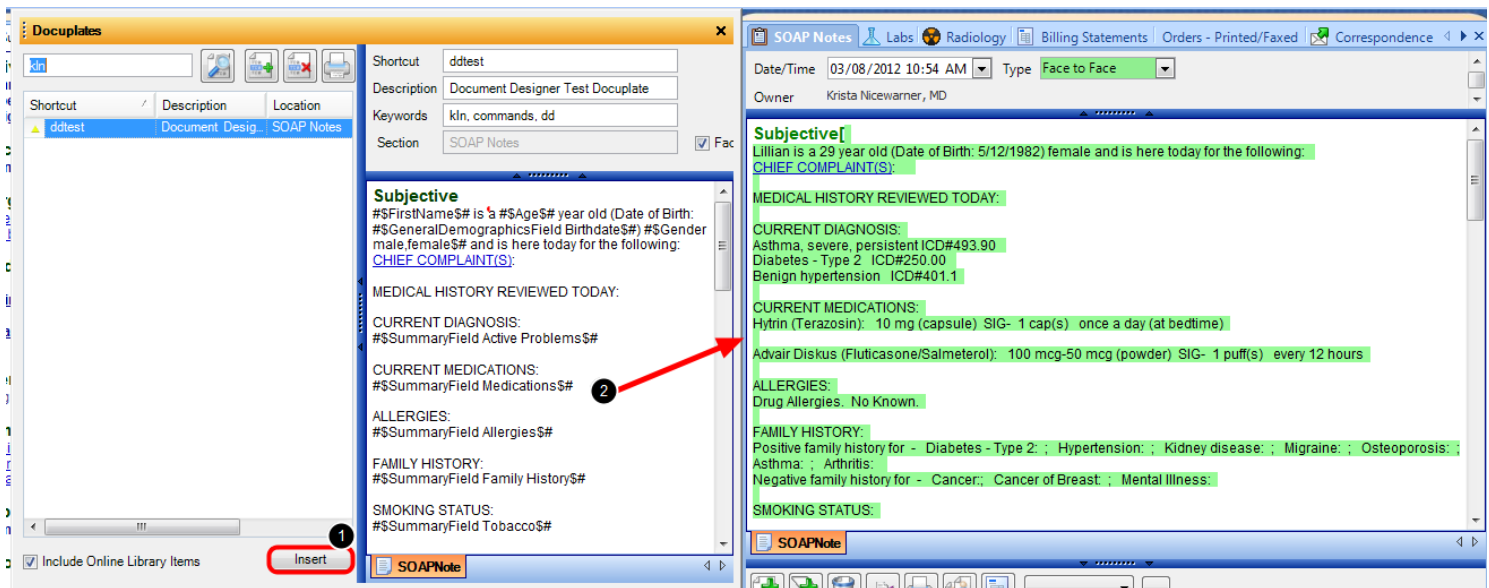 Docuplates
kln
Shortcut Description Location
ddtest Document Desig... SOAP Notes
Include Online Library Items
1
Insert
Shortcut ddtest
Description Document Designer Test Docuplate
Keywords kln, commands, dd
Section SOAP Notes Fac
Subjective
#$FirstName$# is a #$Age$# year old (Date of Birth:
#$GeneralDemographicsField Birthdate$#) #$Gender
male,female$# and is here today for the following:
CHIEF COMPLAINT(S):
MEDICAL HISTORY REVIEWED TODAY:
CURRENT DIAGNOSIS:
#$SummaryField Active Problems$#
CURRENT MEDICATIONS:
#$SummaryField Medications$#
2
ALLERGIES:
#$SummaryField Allergies$#
FAMILY HISTORY:
#$SummaryField Family History$#
SMOKING STATUS:
#$SummaryField Tobacco$#
SOAPNote
SOAP Notes Labs Radiology Billing Statements Orders - Printed/Faxed Correspondence
Date/Time 03/08/2012 10:54 AM Type Face to Face
Owner Krista Nicewarner, MD
Subjective[
Lillian is a 29 year old (Date of Birth: 5/12/1982) female and is here today for the following:
CHIEF COMPLAINT(S):
MEDICAL HISTORY REVIEWED TODAY:
CURRENT DIAGNOSIS:
Asthma, severe, persistent ICD#493.90
Diabetes - Type 2 ICD#250.00
Benign hypertension ICD#401.1
CURRENT MEDICATIONS:
Hytrin (Terazosin): 10 mg (capsule) SIG- 1 cap(s) once a day (at bedtime)
Advair Diskus (Fluticasone/Salmeterol): 100 mcg-50 mcg (powder) SIG- 1 puff(s) every 12 hours
ALLERGIES:
Drug Allergies. No Known.
FAMILY HISTORY:
Positive family history for - Diabetes - Type 2: ; Hypertension: ; Kidney disease: ; Migraine: ; Osteoporosis: ;
Asthma: ; Arthritis:
Negative family history for - Cancer:; Cancer of Breast: ; Mental Illness:
SMOKING STATUS:
SOAPNote